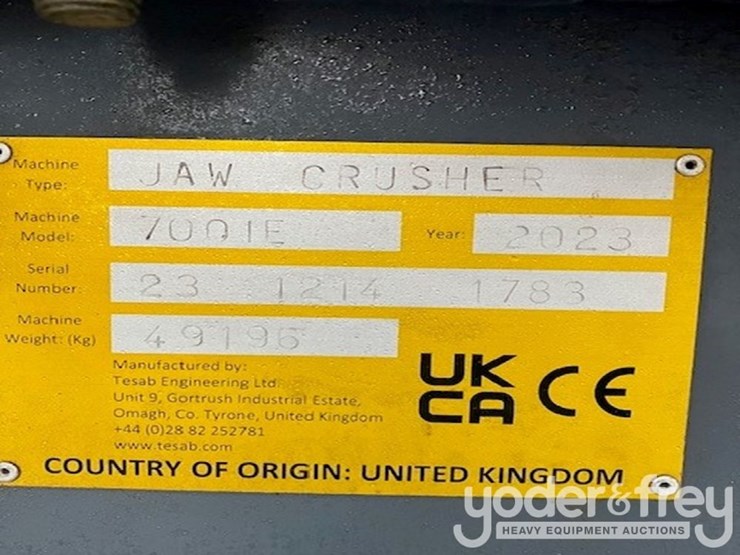 Machine Type: JAW CRUSHER
Machine Model: 700IE Year: 2023
Serial Number: 23 1214 1783
Machine Weight: (Kg) 49196
Manufactured by:
Tesab Engineering Ltd
Unit 9, Gortrush Industrial Estate,
Omagh, Co. Tyrone, United Kingdom
+44 (0)28 82 252781
www.tesab.com
UK
CA CE
COUNTRY OF ORIGIN: UNITED KINGDOM
yoder&frey
HEAVY EQUIPMENT AUCTIONS